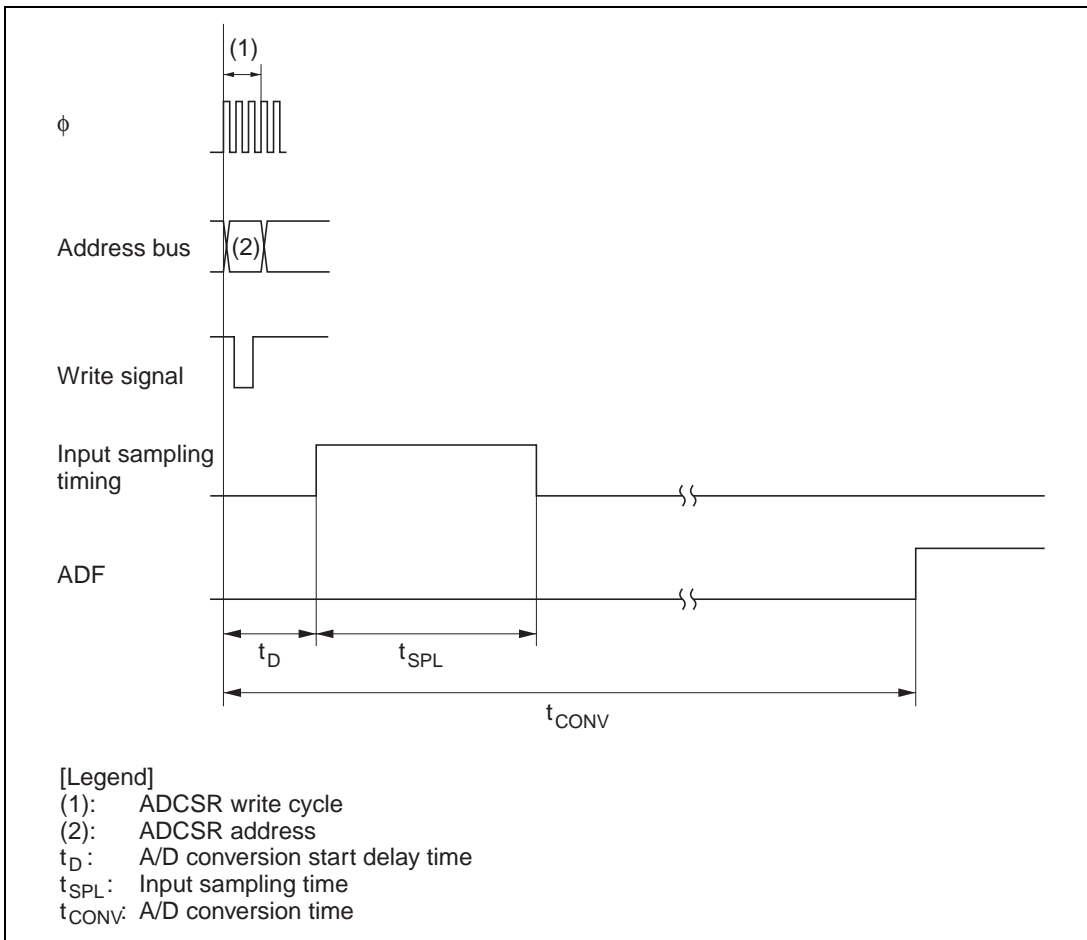 (1)
φ
Address bus
(2)
Write signal
Input sampling
timing
ADF
tD
tSPL
tCONV
[Legend]
(1): ADCSR write cycle
(2): ADCSR address
tD : A/D conversion start delay time
tSPL: Input sampling time
tCONV: A/D conversion time